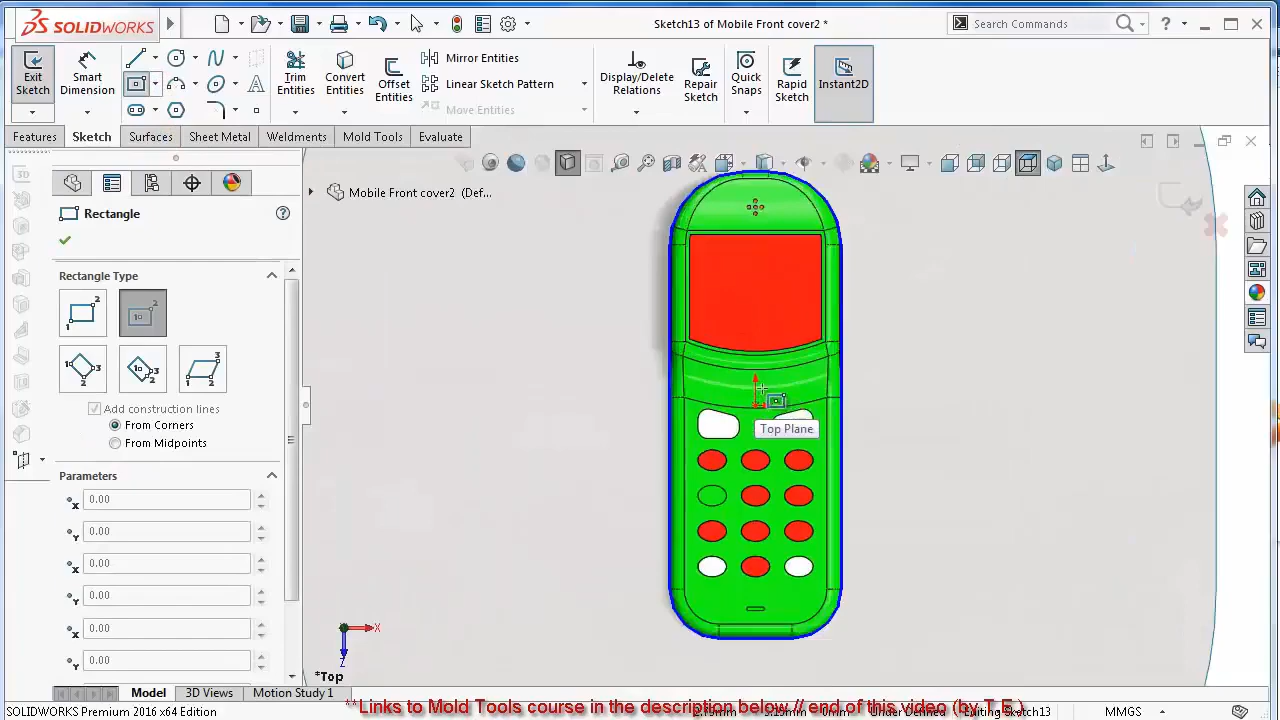 SOLIDWORKS
Sketch13 of Mobile Front cover2 *
Search Commands
?
Exit Sketch
Smart Dimension
Trim Entities
Convert Entities
Offset Entities
Mirror Entities
Linear Sketch Pattern
Move Entities
Display/Delete Relations
Repair Sketch
Quick Snaps
Rapid Sketch
Instant2D
Features
Sketch
Surfaces
Sheet Metal
Weldments
Mold Tools
Evaluate
Mobile Front cover2 (Def...
Rectangle
?
Rectangle Type
Add construction lines
From Corners
From Midpoints
Parameters
0.00
0.00
0.00
0.00
0.00
0.00
Top Plane
X
Z
*Top
Model
3D Views
Motion Study 1
**Links to Mold Tools course in the description below // end of this video (by T.E.)
SOLIDWORKS Premium 2016 x64 Edition
0mm
Under Defined
Editing Sketch13
MMGS